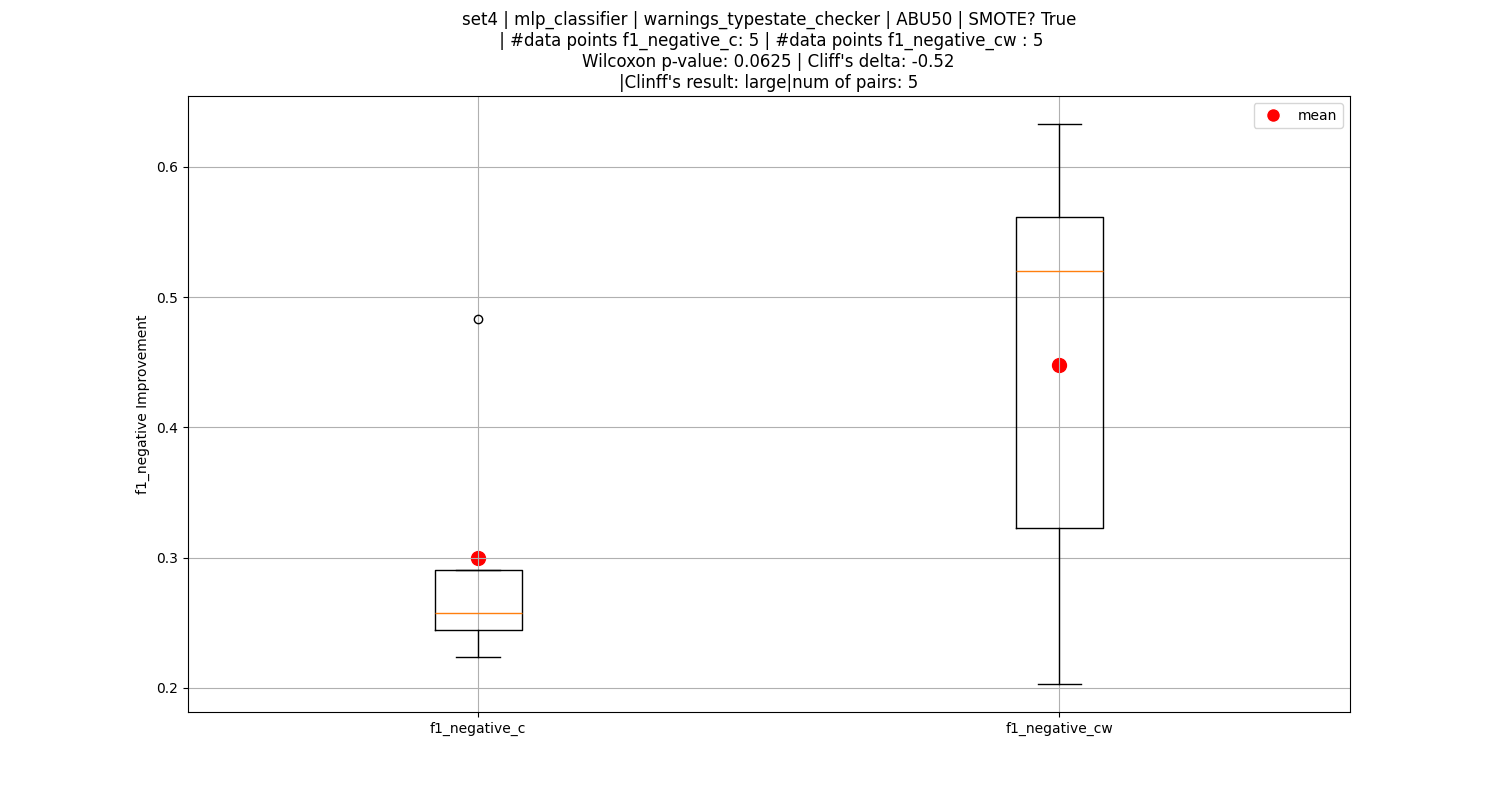 set4 | mlp_classifier | warnings_typestate_checker | ABU50 | SMOTE? True
| #data points f1_negative_c: 5 | #data points f1_negative_cw : 5
Wilcoxon p-value: 0.0625 | Cliff's delta: -0.52
|Clinff's result: large|num of pairs: 5
mean
f1_negative Improvement
0.6
0.5
0.4
0.3
0.2
f1_negative_c
f1_negative_cw